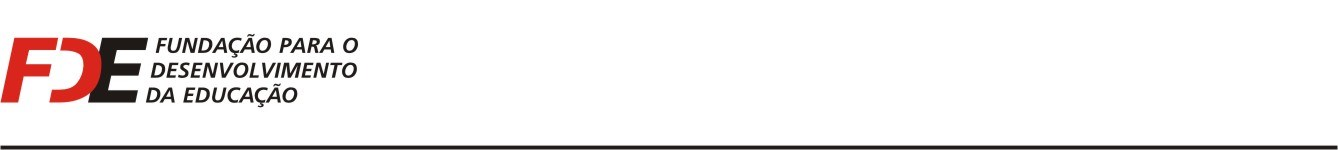 FDE
FUNDAÇÃO PARA O
DESENVOLVIMENTO
DA EDUCAÇÃO